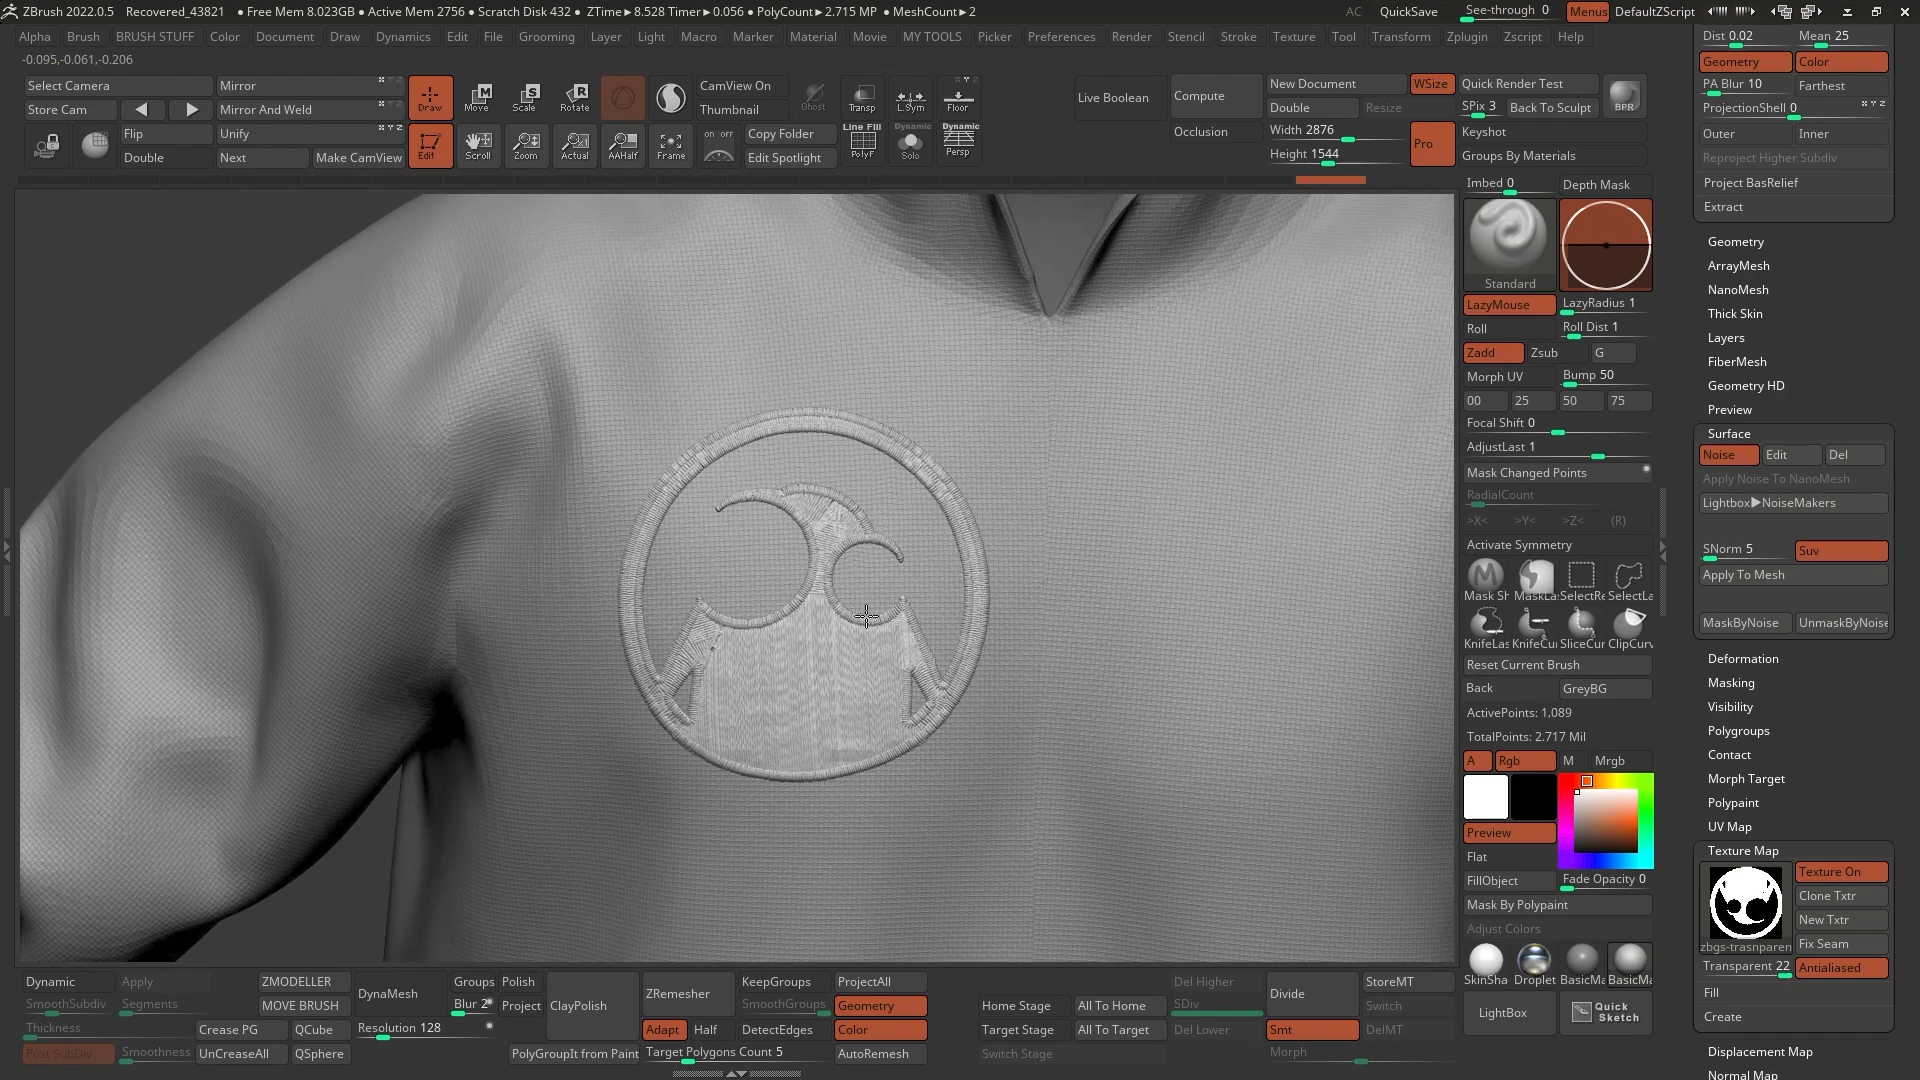 ZBrush 2022.0.5 Recovered_43821 • Free Mem 8.023GB • Active Mem 2756 • Scratch Disk 432 • ZTime►8.528 Timer►0.056 • PolyCount►2.715 MP • MeshCount►2 AC QuickSave See-through 0 Menus DefaultZScript
Alpha Brush BRUSH STUFF Color Document Draw Dynamics Edit File Grooming Layer Light Macro Marker Material Movie MY TOOLS Picker Preferences Render Stencil Stroke Texture Tool Transform Zplugin Zscript Help
-0.095,-0.061,-0.206
Select Camera Mirror
Store Cam Mirror And Weld
Flip Unify
Double Next Make CamView
Draw Move Scale Rotate
Edit Scroll Zoom Actual AAHalf Frame
CamView On
Thumbnail
ON OFF Copy Folder
Edit Spotlight
Ghost Transp L.Sym Floor
Line Fill Dynamic Dynamic
PolyF Solo Persp
Live Boolean
Compute
Occlusion
New Document WSize
Double Resize
Width 2876
Height 1544 Pro
Quick Render Test
SPix 3 Back To Sculpt BPR
Keyshot
Groups By Materials
Imbed 0 Depth Mask
Standard
LazyMouse LazyRadius 1
Roll Roll Dist 1
Zadd Zsub G
Morph UV Bump 50
00 25 50 75
Focal Shift 0
AdjustLast 1
Mask Changed Points
RadialCount
>X< >Y< >Z< (R)
Activate Symmetry
Mask Sh MaskLa SelectRe SelectLa
KnifeLas KnifeCur SliceCur ClipCurv
Reset Current Brush
Back GreyBG
ActivePoints: 1,089
TotalPoints: 2.717 Mil
A Rgb M Mrgb
Preview
Flat
FillObject Fade Opacity 0
Mask By Polypaint
Adjust Colors
SkinSha Droplet BasicMa BasicMa
LightBox Quick Sketch
Dist 0.02 Mean 25
Geometry Color
PA Blur 10 Farthest
ProjectionShell 0
Outer Inner
Reproject Higher Subdiv
Project BasRelief
Extract
Geometry
ArrayMesh
NanoMesh
Thick Skin
Layers
FiberMesh
Geometry HD
Preview
Surface
Noise Edit Del
Apply Noise To NanoMesh
Lightbox►NoiseMakers
SNorm 5 Suv
Apply To Mesh
MaskByNoise UnmaskByNoise
Deformation
Masking
Visibility
Polygroups
Contact
Morph Target
Polypaint
UV Map
Texture Map
Texture On
Clone Txtr
New Txtr
zbgs-trasnparen Fix Seam
Transparent 22 Antialiased
Fill
Create
Displacement Map
Normal Map
Dynamic Apply
SmoothSubdiv Segments
Thickness
Post SubDiv Smoothness
ZMODELLER
MOVE BRUSH
Crease PG QCube
UnCreaseAll QSphere
DynaMesh
Resolution 128
Groups Polish
Blur 2 Project
ClayPolish
PolyGroupIt from Paint
ZRemesher
Adapt Half
Target Polygons Count 5
KeepGroups
SmoothGroups
DetectEdges
ProjectAll
Geometry
Color
AutoRemesh
Home Stage All To Home
Target Stage All To Target
Switch Stage
Del Higher
SDiv
Del Lower
Divide
Smt
Morph
StoreMT
Switch
DelMT